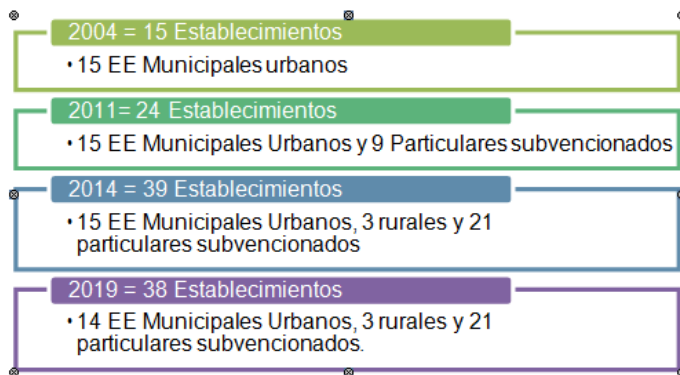 2004 = 15 Establecimientos
• 15 EE Municipales urbanos
2011= 24 Establecimientos
• 15 EE Municipales Urbanos y 9 Particulares subvencionados
2014 = 39 Establecimientos
• 15 EE Municipales Urbanos, 3 rurales y 21
particulares subvencionados
2019 = 38 Establecimientos
• 14 EE Municipales Urbanos, 3 rurales y 21
particulares subvencionados.